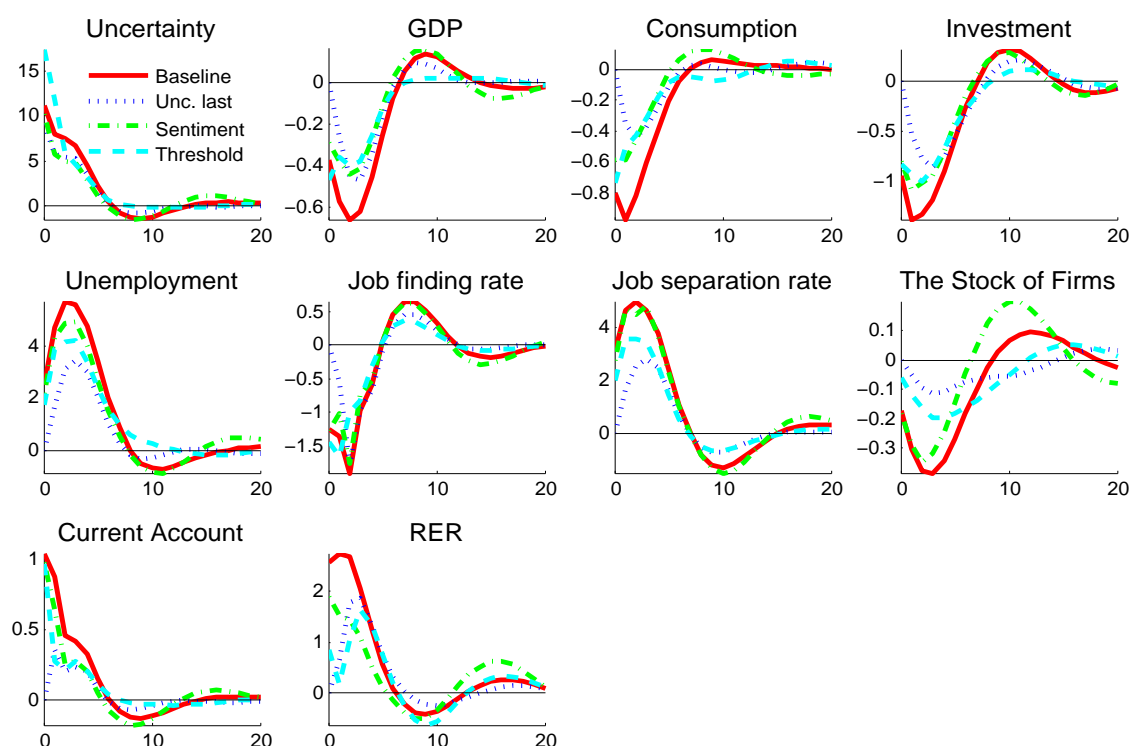 Uncertainty
15
10
5
0
0 10 20
Baseline
Unc. last
Sentiment
Threshold
GDP
0
−0.2
−0.4
−0.6
0 10 20
Consumption
0
−0.2
−0.4
−0.6
−0.8
0 10 20
Investment
0
−0.5
−1
0 10 20
Unemployment
4
2
0
0 10 20
Job finding rate
0.5
0
−0.5
−1
−1.5
0 10 20
Job separation rate
4
2
0
0 10 20
The Stock of Firms
0.1
0
−0.1
−0.2
−0.3
0 10 20
Current Account
1
0.5
0
0 10 20
RER
2
1
0
0 10 20